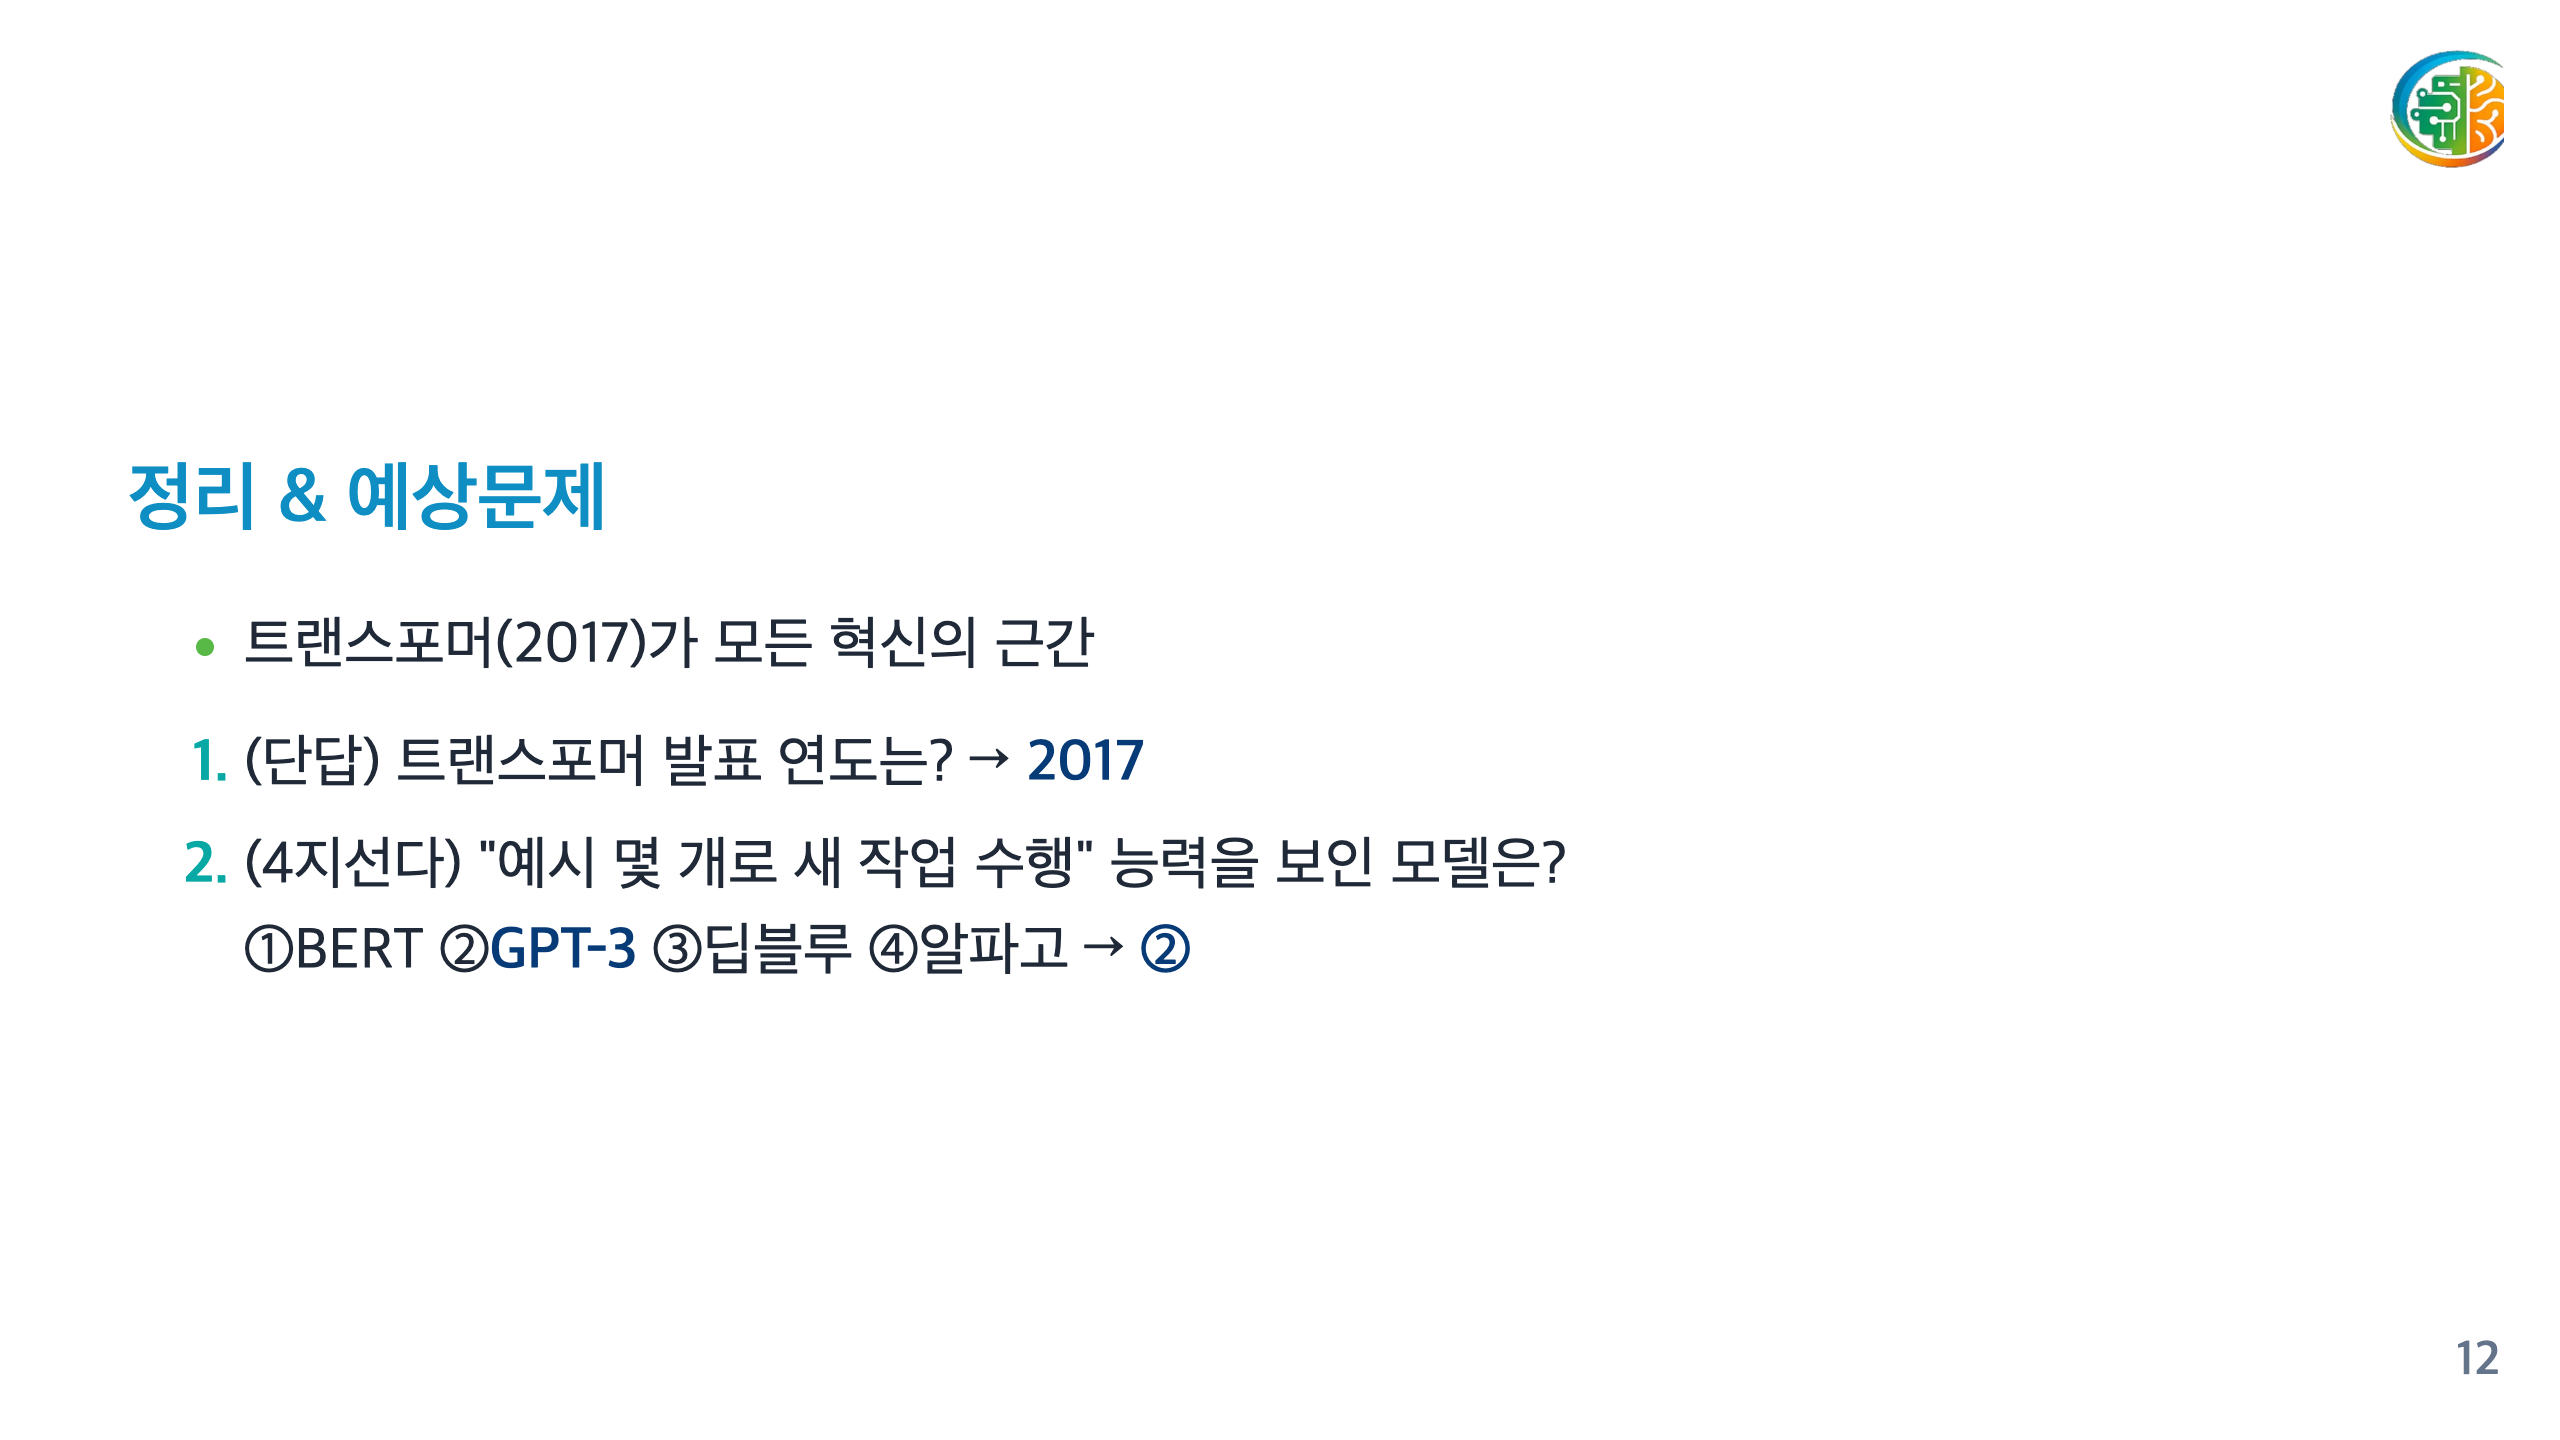 정리 & 예상문제
• 트랜스포머(2017)가 모든 혁신의 근간
1. (단답) 트랜스포머 발표 연도는? → 2017
2. (4지선다) "예시 몇 개로 새 작업 수행" 능력을 보인 모델은?
①BERT ②GPT-3 ③딥블루 ④알파고 → ②
12